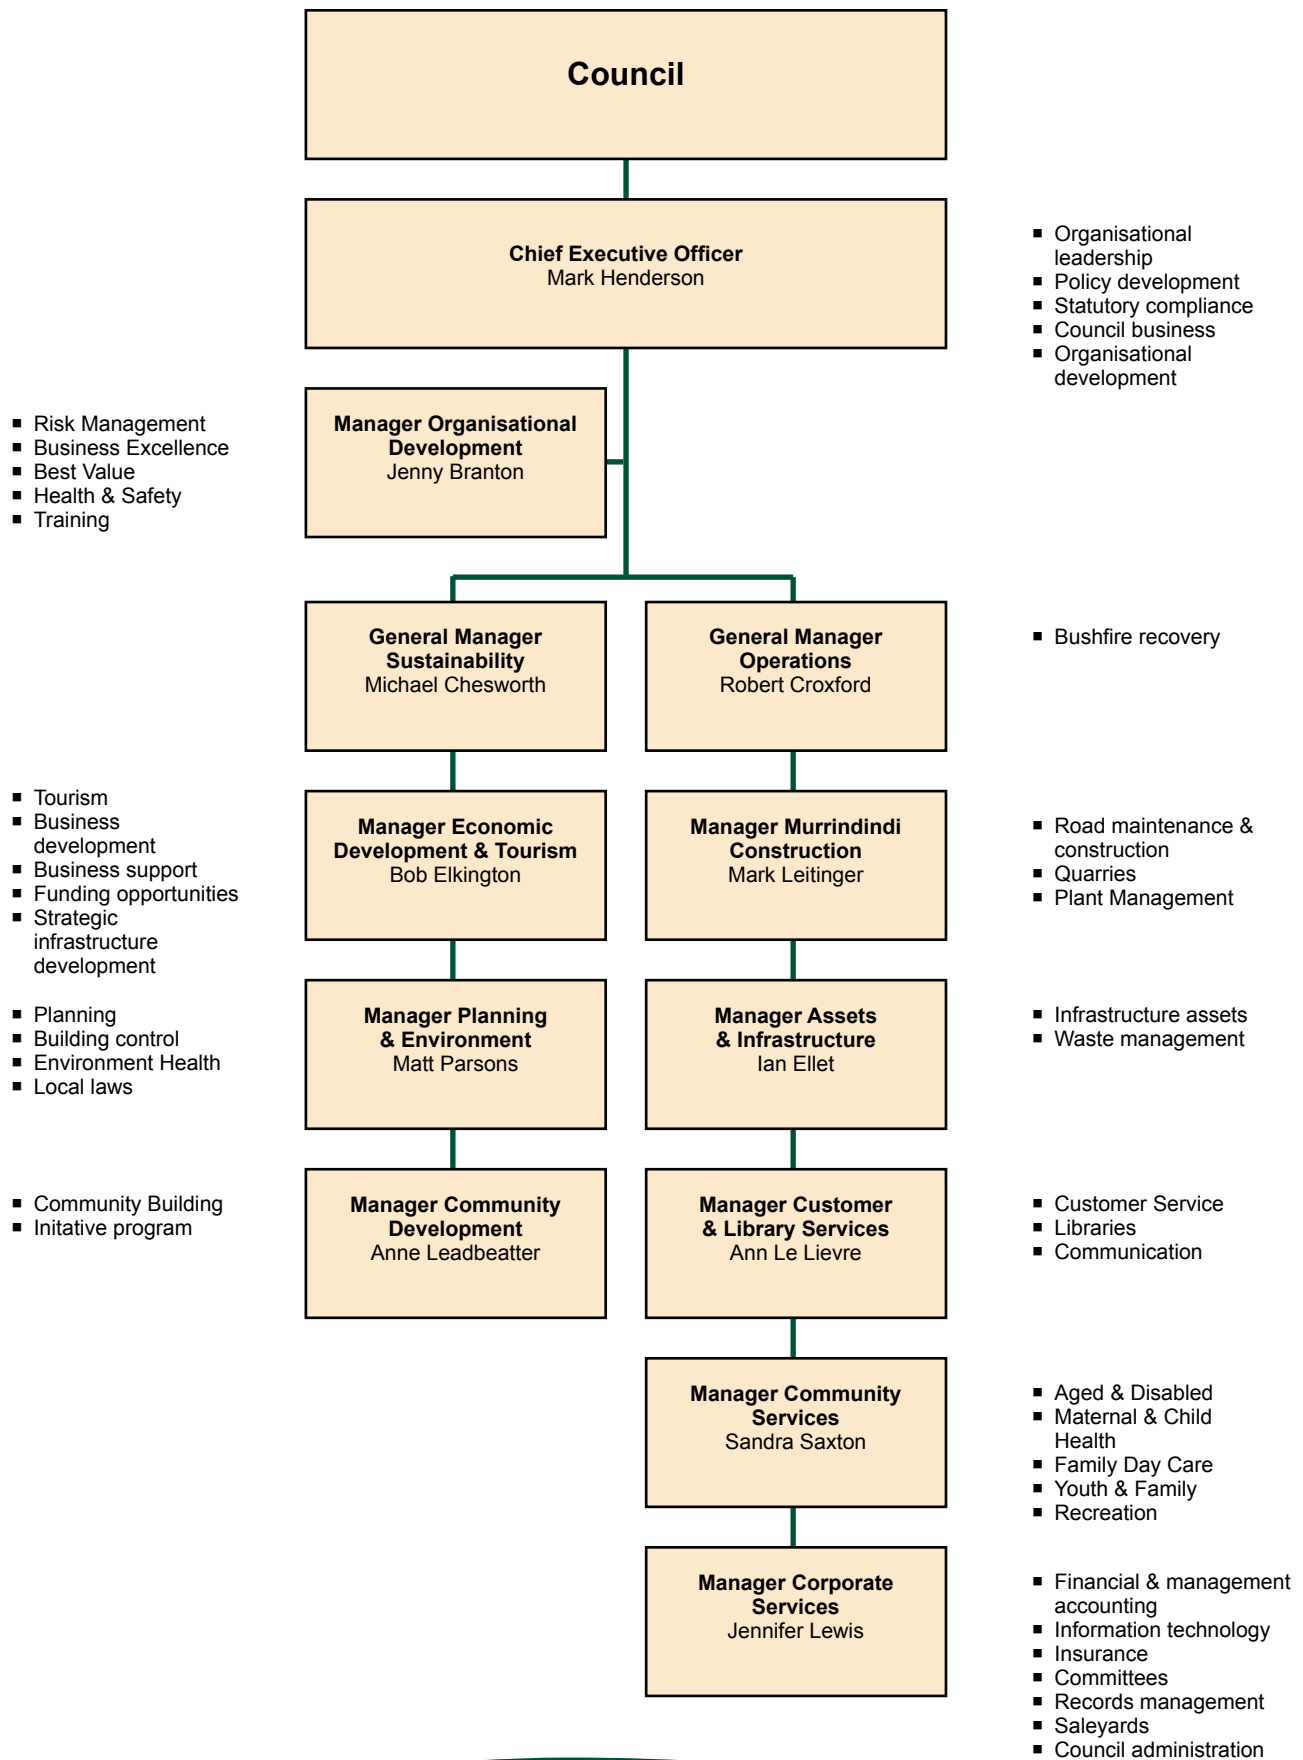 Council
Chief Executive Officer
Mark Henderson
▪ Organisational
leadership
▪ Policy development
▪ Statutory compliance
▪ Council business
▪ Organisational
development
▪ Risk Management
▪ Business Excellence
▪ Best Value
▪ Health & Safety
▪ Training
Manager Organisational
Development
Jenny Branton
General Manager
Sustainability
Michael Chesworth
General Manager
Operations
Robert Croxford
▪ Bushfire recovery
▪ Tourism
▪ Business
development
▪ Business support
▪ Funding opportunities
▪ Strategic
infrastructure
development
Manager Economic
Development & Tourism
Bob Elkington
Manager Murrindindi
Construction
Mark Leitinger
▪ Road maintenance &
construction
▪ Quarries
▪ Plant Management
▪ Planning
▪ Building control
▪ Environment Health
▪ Local laws
Manager Planning
& Environment
Matt Parsons
Manager Assets
& Infrastructure
Ian Ellet
▪ Infrastructure assets
▪ Waste management
▪ Community Building
▪ Initative program
Manager Community
Development
Anne Leadbeatter
Manager Customer
& Library Services
Ann Le Lievre
▪ Customer Service
▪ Libraries
▪ Communication
Manager Community
Services
Sandra Saxton
▪ Aged & Disabled
▪ Maternal & Child
Health
▪ Family Day Care
▪ Youth & Family
▪ Recreation
Manager Corporate
Services
Jennifer Lewis
▪ Financial & management
accounting
▪ Information technology
▪ Insurance
▪ Committees
▪ Records management
▪ Saleyards
▪ Council administration